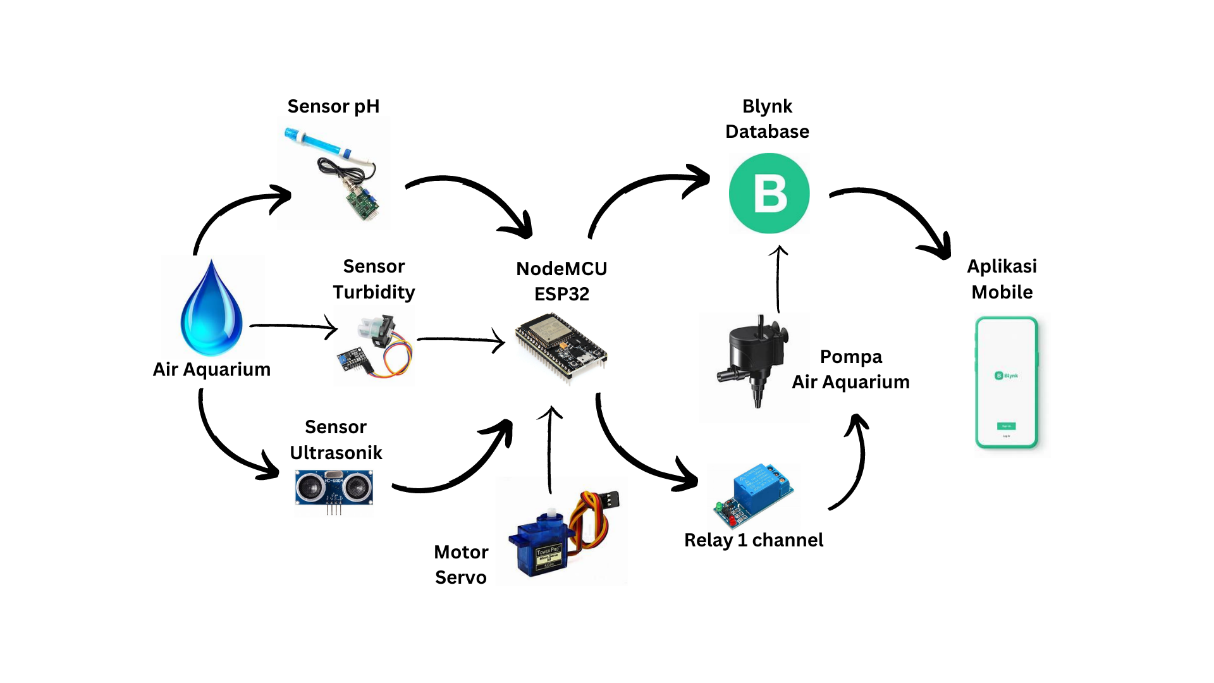 Sensor pH
Blynk
Database
B
Sensor
Turbidity
NodeMCU
ESP32
Aplikasi
Mobile
Air Aquarium
Pompa
Air Aquarium
Blynk
Sensor
Ultrasonik
Relay 1 channel
Motor
Servo